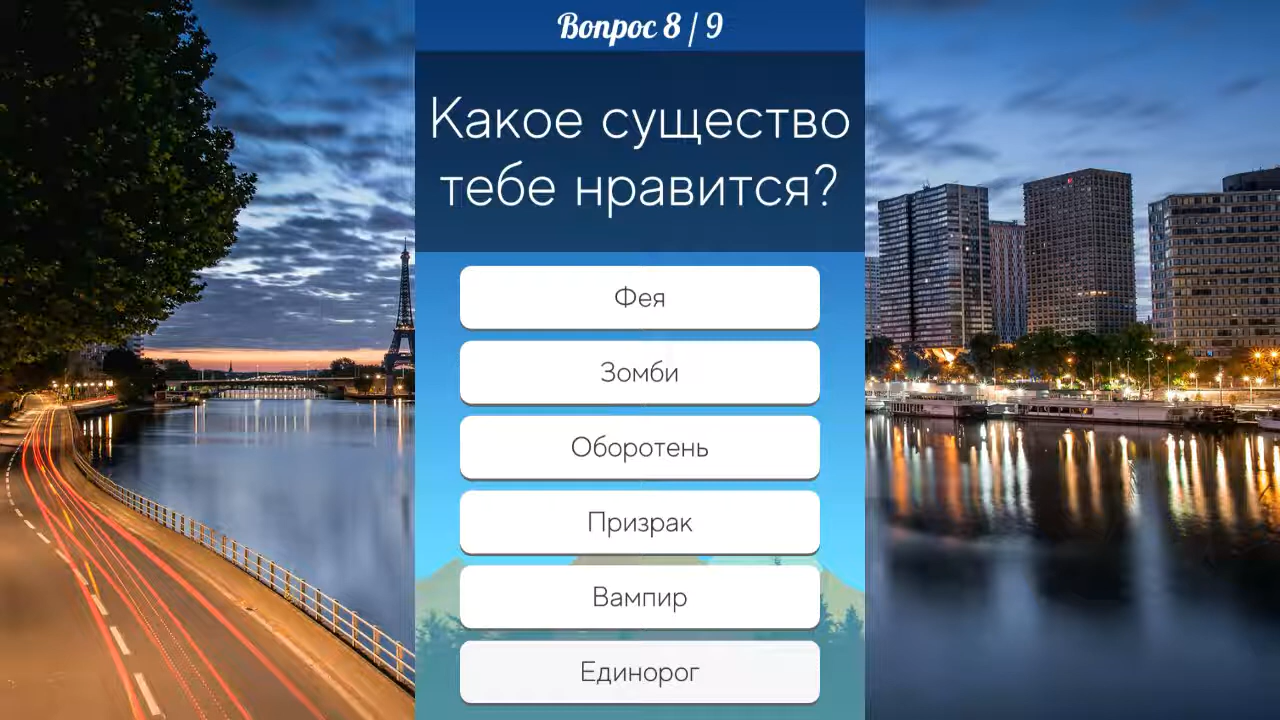 Вопрос 8 / 9
Какое существо
тебе нравится?
Фея
Зомби
Оборотень
Призрак
Вампир
Единорог